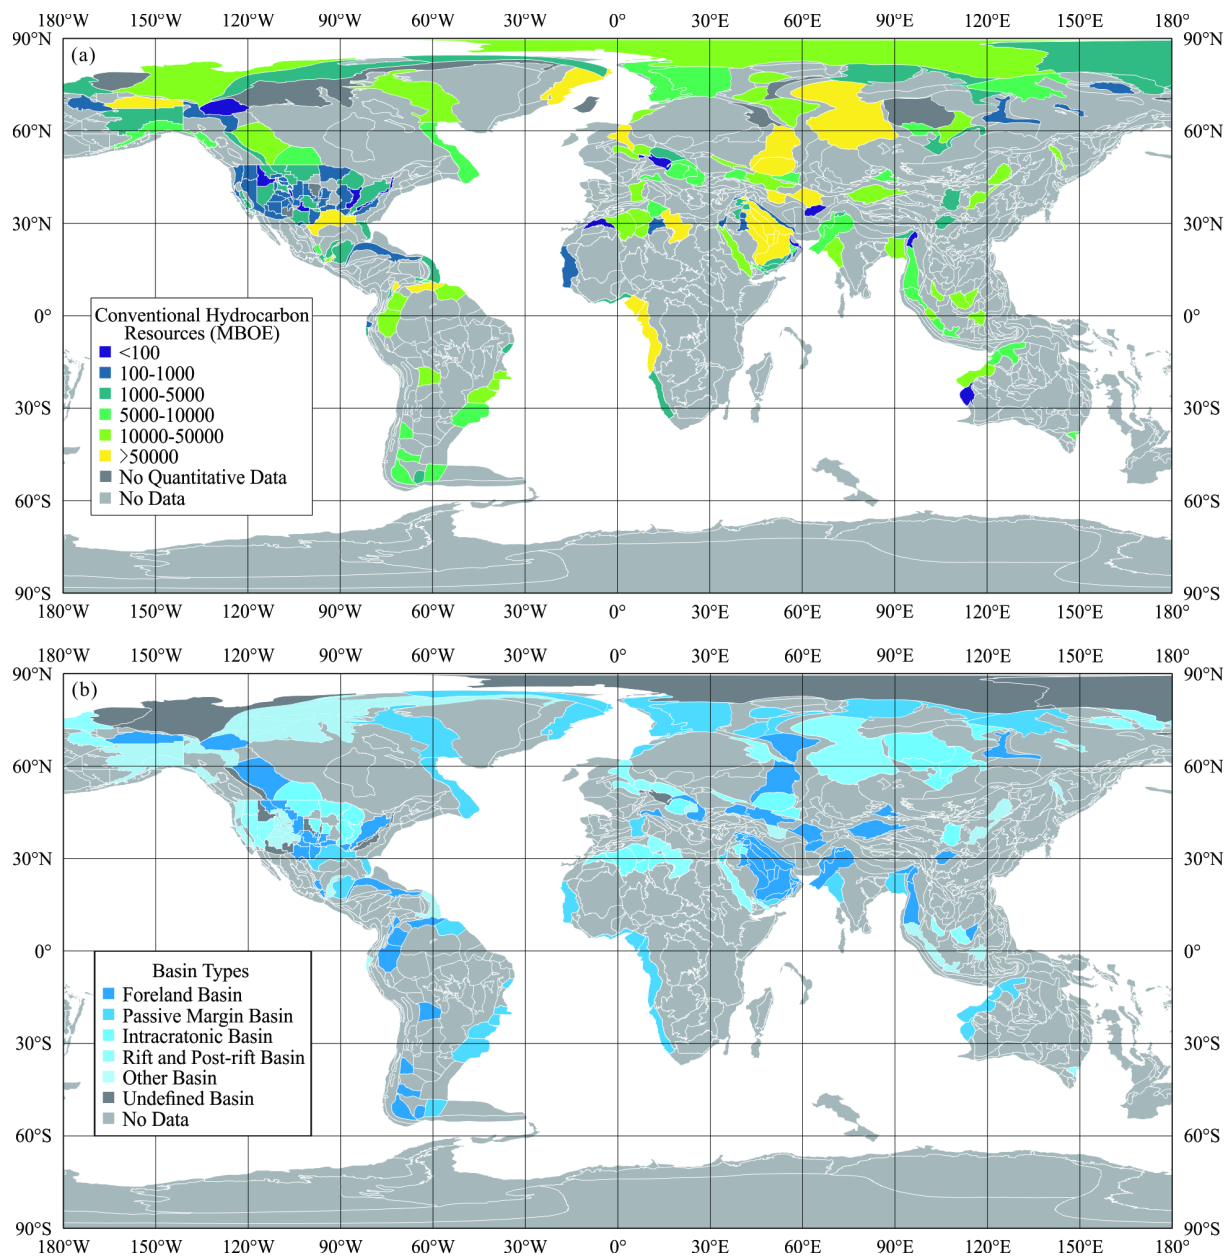 180°W 150°W 120°W 90°W 60°W 30°W 0° 30°E 60°E 90°E 120°E 150°E 180°
90°N 90°N
(a)
60°N 60°N
30°N 30°N
0° 0°
30°S 30°S
60°S 60°S
90°S 90°S
Conventional Hydrocarbon
Resources (MBOE)
<100
100-1000
1000-5000
5000-10000
10000-50000
>50000
No Quantitative Data
No Data
180°W 150°W 120°W 90°W 60°W 30°W 0° 30°E 60°E 90°E 120°E 150°E 180°
180°W 150°W 120°W 90°W 60°W 30°W 0° 30°E 60°E 90°E 120°E 150°E 180°
90°N 90°N
(b)
60°N 60°N
30°N 30°N
0° 0°
30°S 30°S
60°S 60°S
90°S 90°S
Basin Types
Foreland Basin
Passive Margin Basin
Intracratonic Basin
Rift and Post-rift Basin
Other Basin
Undefined Basin
No Data
180°W 150°W 120°W 90°W 60°W 30°W 0° 30°E 60°E 90°E 120°E 150°E 180°